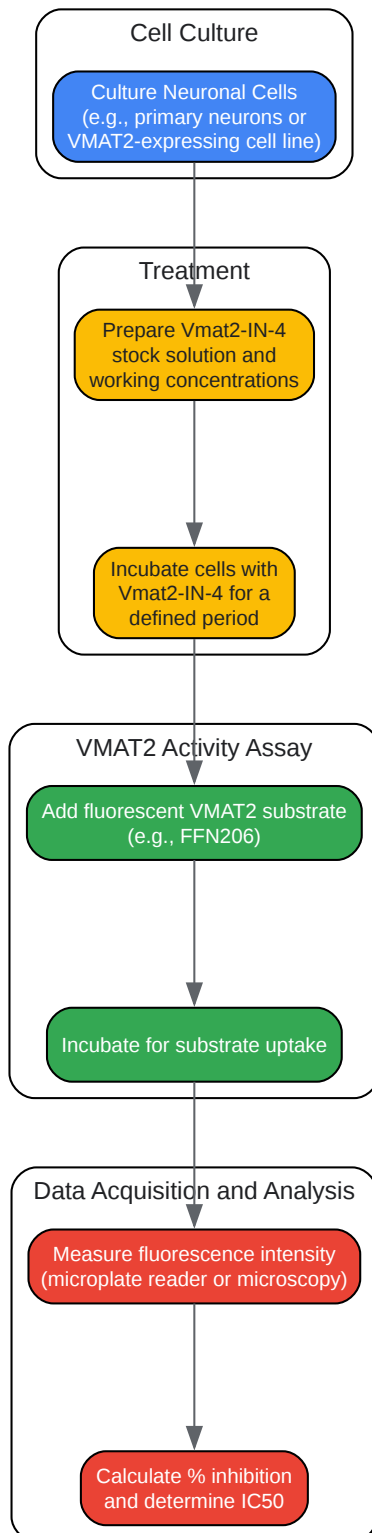 Cell Culture
Culture Neuronal Cells
(e.g., primary neurons or
VMAT2-expressing cell line)
Treatment
Prepare Vmat2-IN-4
stock solution and
working concentrations
Incubate cells with
Vmat2-IN-4 for a
defined period
VMAT2 Activity Assay
Add fluorescent VMAT2 substrate
(e.g., FFN206)
Incubate for substrate uptake
Data Acquisition and Analysis
Measure fluorescence intensity
(microplate reader or microscopy)
Calculate % inhibition
and determine IC50